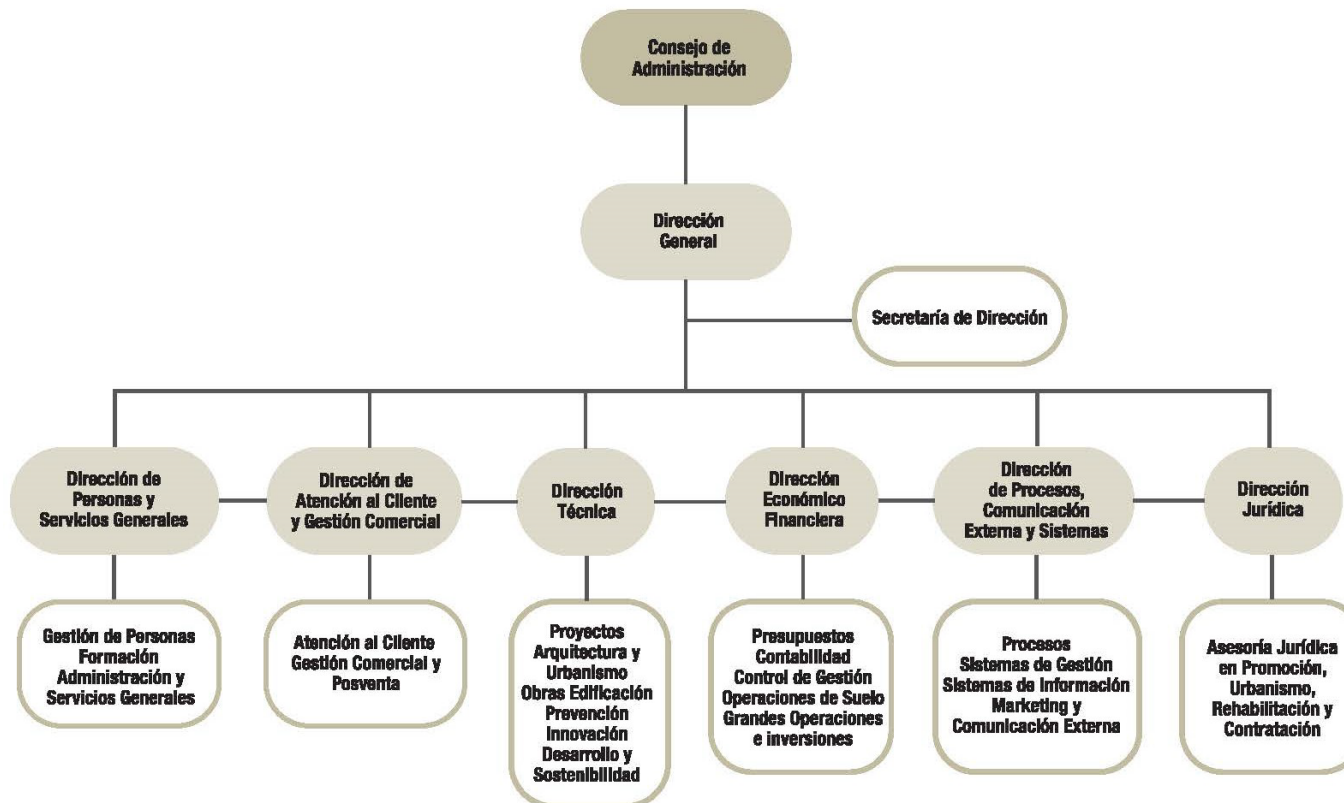 Consejo de
Administración
Dirección
General
Secretaría de Dirección
Dirección de
Personas y
Servicios Generales
Dirección de
Atención al Cliente
y Gestión Comercial
Dirección
Técnica
Dirección
Económico
Financiera
Dirección
de Procesos,
Comunicación
Externa y Sistemas
Dirección
Jurídica
Gestión de Personas
Formación
Administración y
Servicios Generales
Atención al Cliente
Gestión Comercial y
Posventa
Proyectos
Arquitectura y
Urbanismo
Obras Edificación
Prevención
Innovación
Desarrollo y
Sostenibilidad
Presupuestos
Contabilidad
Control de Gestión
Operaciones de Suelo
Grandes Operaciones
e inversiones
Procesos
Sistemas de Gestión
Sistemas de Información
Marketing y
Comunicación Externa
Asesoría Jurídica
en Promoción,
Urbanismo,
Rehabilitación y
Contratación